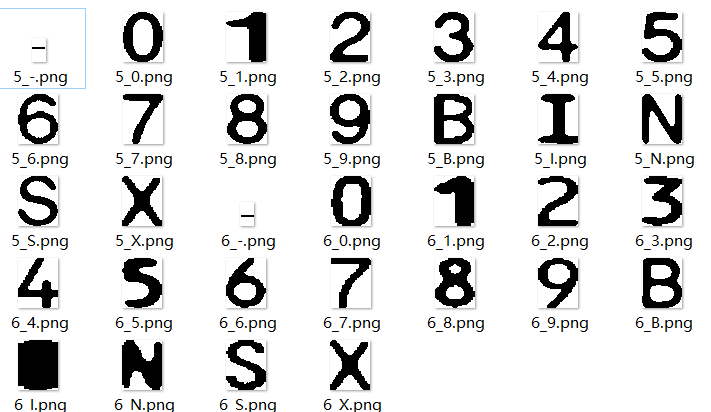 - 0 1 2 3 4 5
5_-.png 5_0.png 5_1.png 5_2.png 5_3.png 5_4.png 5_5.png
6 7 8 9 B I N
5_6.png 5_7.png 5_8.png 5_9.png 5_B.png 5_I.png 5_N.png
S X - 0 1 2 3
5_S.png 5_X.png 6_-.png 6_0.png 6_1.png 6_2.png 6_3.png
4 5 6 7 8 9 B
6_4.png 6_5.png 6_6.png 6_7.png 6_8.png 6_9.png 6_B.png
N S X
6_I.png 6_N.png 6_S.png 6_X.png